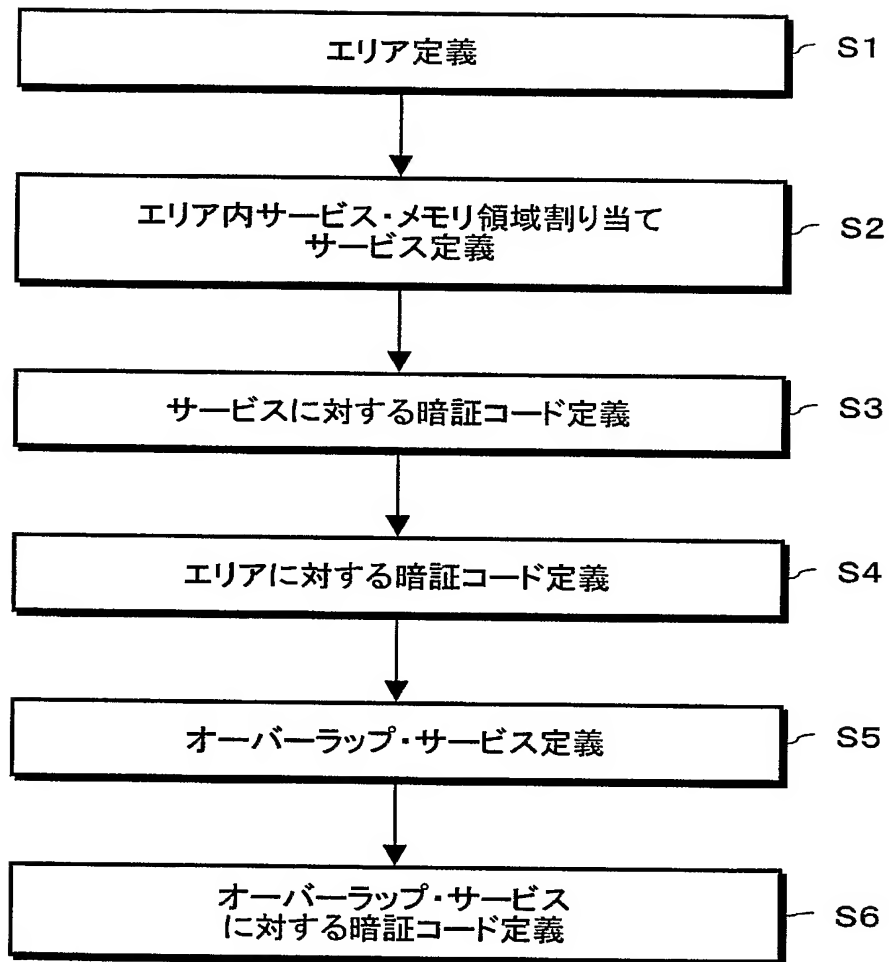 エリア定義
S1
エリア内サービス・メモリ領域割り当て
サービス定義
S2
サービスに対する暗証コード定義
S3
エリアに対する暗証コード定義
S4
オーバーラップ・サービス定義
S5
オーバーラップ・サービス
に対する暗証コード定義
S6